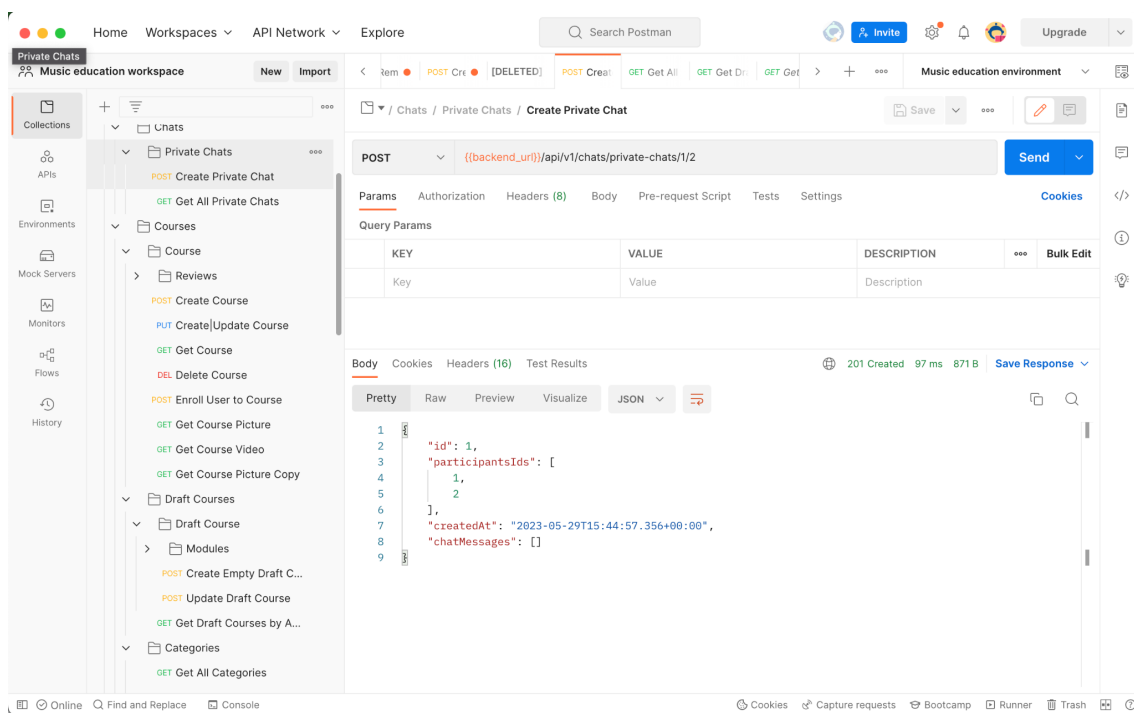 Home Workspaces API Network Explore Search Postman Invite Upgrade
Private Chats
Music education workspace New Import
Rem POST Cre [DELETED] POST Creat GET Get All GET Get Dr GET Get Music education environment
Collections
APIs
Environments
Mock Servers
Monitors
Flows
History
Chats
Private Chats
POST Create Private Chat
GET Get All Private Chats
Courses
Course
Reviews
POST Create Course
PUT Create|Update Course
GET Get Course
DEL Delete Course
POST Enroll User to Course
GET Get Course Picture
GET Get Course Video
GET Get Course Picture Copy
Draft Courses
Draft Course
Modules
POST Create Empty Draft C...
POST Update Draft Course
GET Get Draft Courses by A...
Categories
GET Get All Categories
/ Chats / Private Chats / Create Private Chat Save
POST {{backend_url}}/api/v1/chats/private-chats/1/2 Send
Params Authorization Headers (8) Body Pre-request Script Tests Settings Cookies
Query Params
KEY VALUE DESCRIPTION Bulk Edit
Key Value Description
Body Cookies Headers (16) Test Results 201 Created 97 ms 871 B Save Response
Pretty Raw Preview Visualize JSON
1 {
2 "id": 1,
3 "participantsIds": [
4 1,
5 2
6 ],
7 "createdAt": "2023-05-29T15:44:57.356+00:00",
8 "chatMessages": []
9 }
Online Find and Replace Console Cookies Capture requests Bootcamp Runner Trash